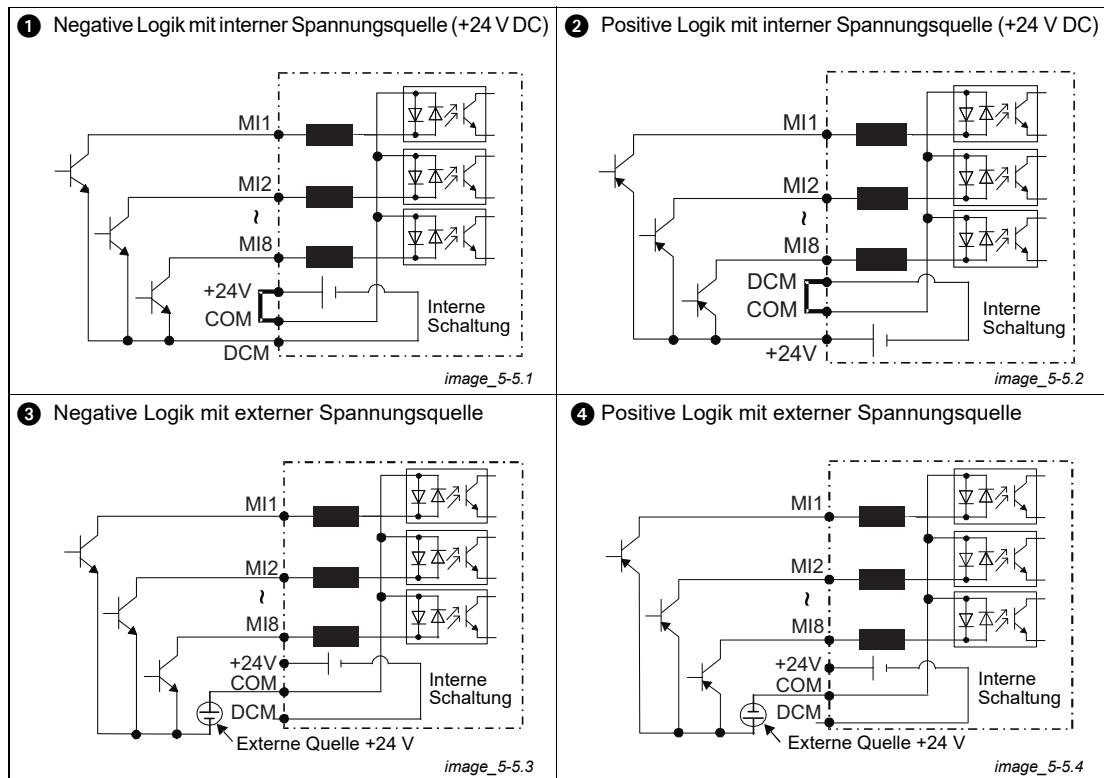 ❶ Negative Logik mit interner Spannungsquelle (+24 V DC)
MI1
MI2
~
MI8
+24V
COM
DCM
Interne
Schaltung
image_5-5.1
❷ Positive Logik mit interner Spannungsquelle (+24 V DC)
MI1
MI2
~
MI8
DCM
COM
+24V
Interne
Schaltung
image_5-5.2
❸ Negative Logik mit externer Spannungsquelle
MI1
MI2
~
MI8
+24V
COM
DCM
Interne
Schaltung
Externe Quelle +24 V
image_5-5.3
❹ Positive Logik mit externer Spannungsquelle
MI1
MI2
~
MI8
+24V
COM
DCM
Interne
Schaltung
Externe Quelle +24 V
image_5-5.4